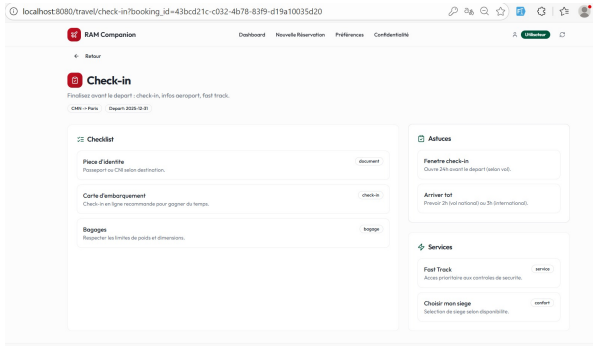 localhost:8080/travel/check-in?booking_id=43bcd21c-c032-4b78-83f9-d19a10035d20
RAM Companion
Dashboard
Nouvelle Réservation
Préférences
Confidentialité
Utilisateur
← Retour
Check-in
Finalisez avant le depart : check-in, infos aeroport, fast track.
CMN -> Paris
Depart: 2025-12-31
Checklist
Piece d'identite
document
Passeport ou CNI selon destination.
Carte d'embarquement
check-in
Check-in en ligne recommande pour gagner du temps.
Bagages
bagage
Respecter les limites de poids et dimensions.
Astuces
Fenetre check-in
Ouvre 24h avant le depart (selon vol).
Arriver tot
Prevoir 2h (vol national) ou 3h (international).
Services
Fast Track
service
Acces prioritaire aux controles de securite.
Choisir mon siege
confort
Selection de siege selon disponibilite.